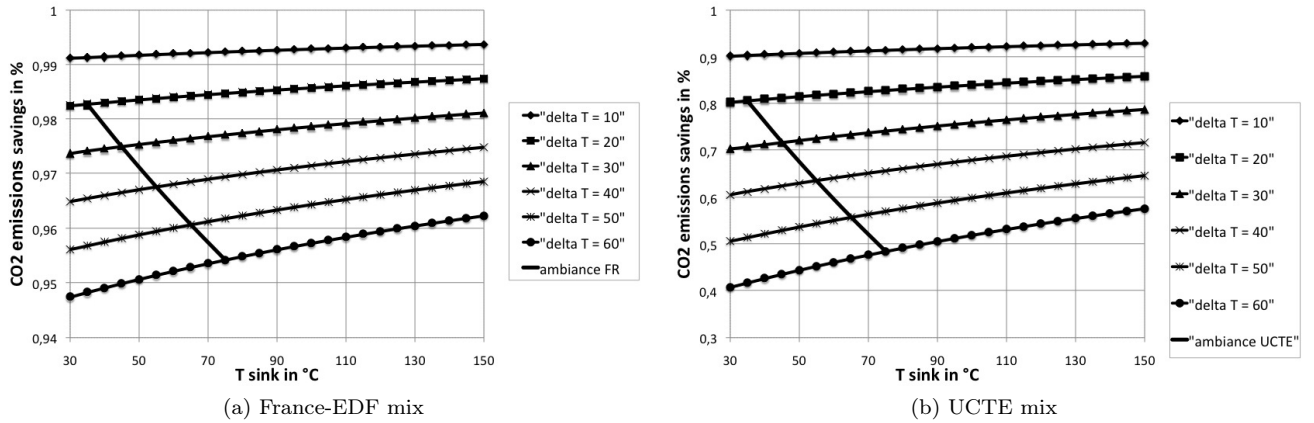 CO2 emissions savings in %
1
0,99
0,98
0,97
0,96
0,95
0,94
30 50 70 90 110 130 150
T sink in °C
"delta T = 10"
"delta T = 20"
"delta T = 30"
"delta T = 40"
"delta T = 50"
"delta T = 60"
ambiance FR
(a) France-EDF mix
CO2 emissions savings in %
1
0,9
0,8
0,7
0,6
0,5
0,4
0,3
30 50 70 90 110 130 150
T sink in °C
"delta T = 10"
"delta T = 20"
"delta T = 30"
"delta T = 40"
"delta T = 50"
"delta T = 60"
"ambiance UCTE"
(b) UCTE mix